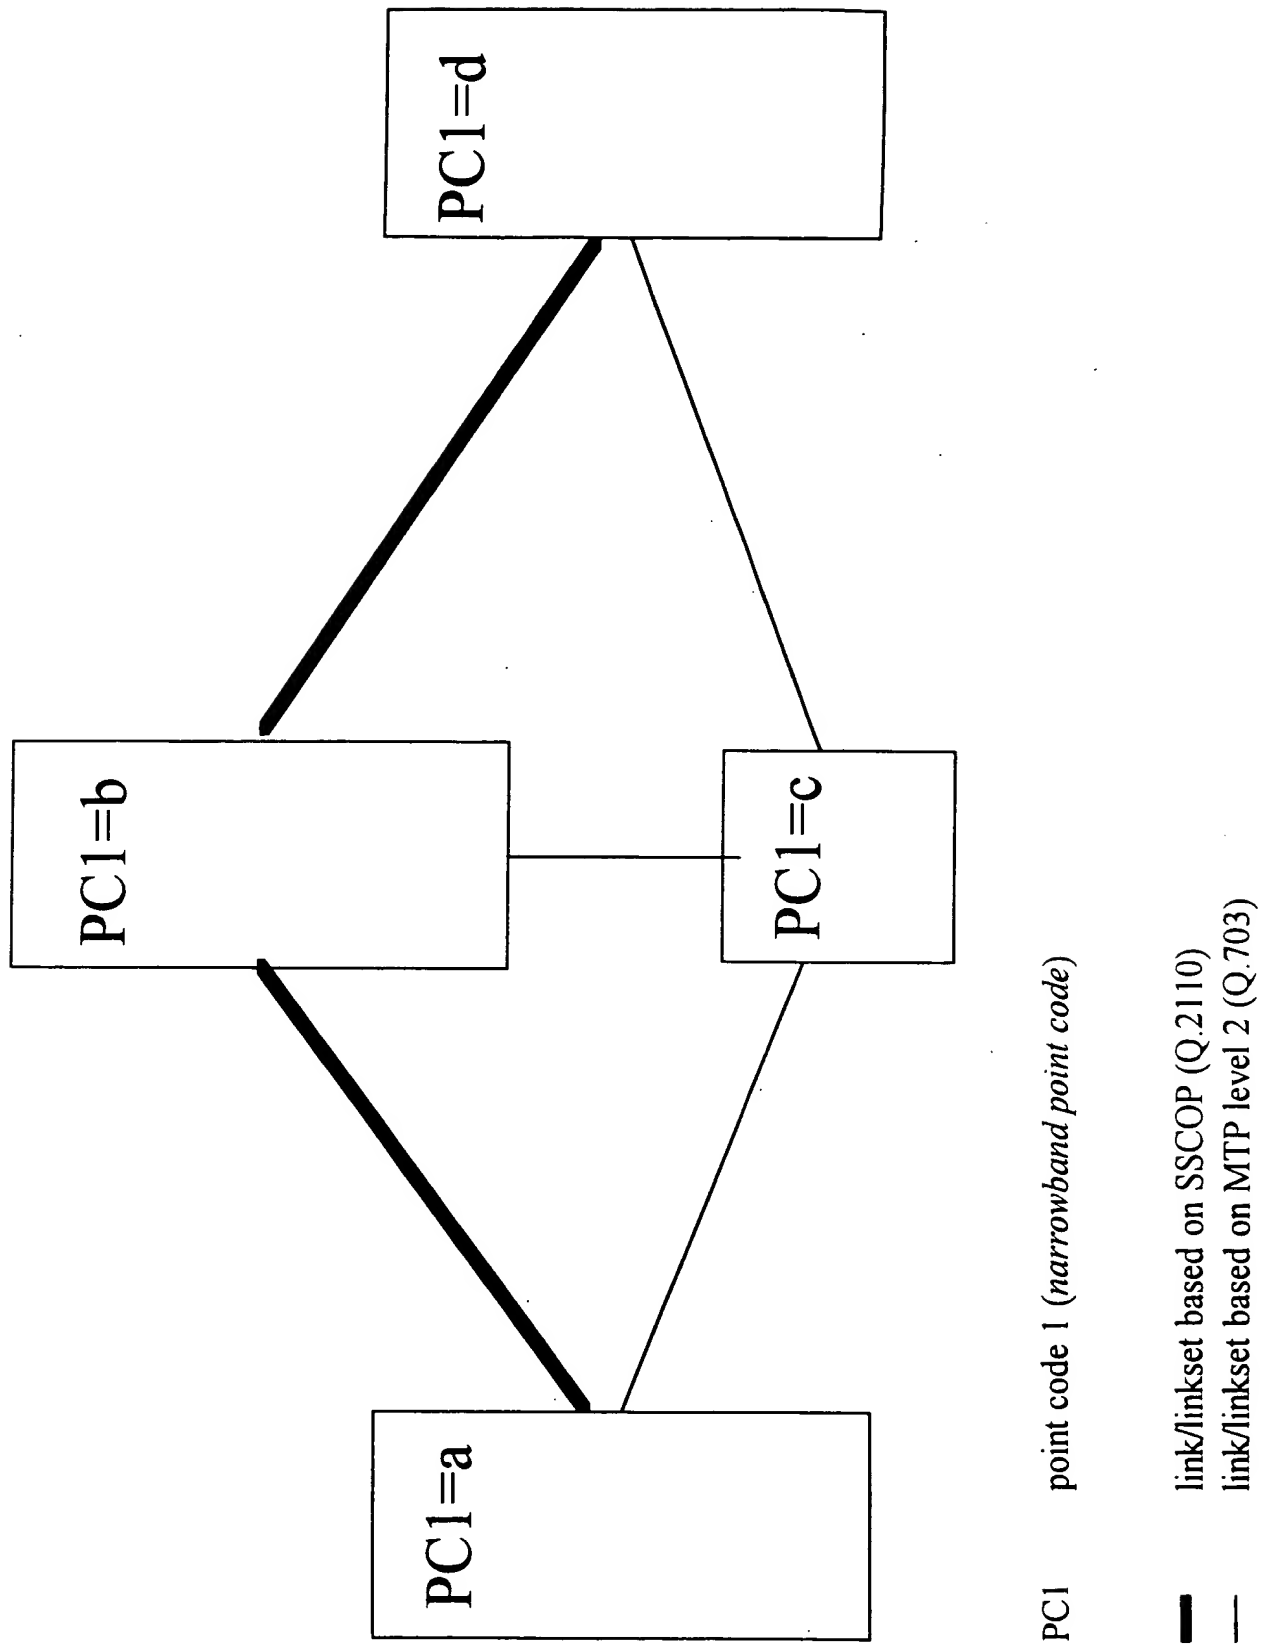 PC1=b
PC1=a
PC1=d
PC1=c
PC1 point code 1 (narrowband point code)
link/linkset based on SSCOP (Q.2110)
link/linkset based on MTP level 2 (Q.703)